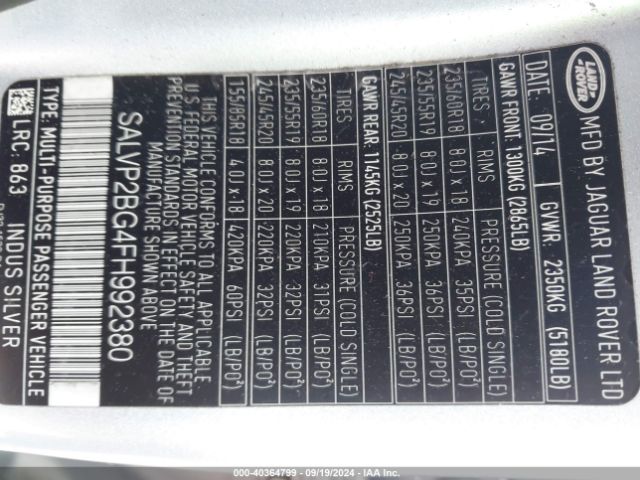 LAND ROVER
MFD BY JAGUAR LAND ROVER LTD
DATE: 09/14 GVWR: 2350KG (5180LB)
GAWR FRONT: 1300KG (2865LB)
TIRES RIMS PRESSURE (COLD SINGLE)
235/60R18 8.0J x 18 240KPA 35PSI (LB/PO²)
235/55R19 8.0J x 19 250KPA 36PSI (LB/PO²)
245/45R20 8.0J x 20 250KPA 36PSI (LB/PO²)
GAWR REAR: 1145KG (2525LB)
TIRES RIMS PRESSURE (COLD SINGLE)
235/60R18 8.0J x 18 210KPA 31PSI (LB/PO²)
235/55R19 8.0J x 19 220KPA 32PSI (LB/PO²)
245/45R20 8.0J x 20 220KPA 32PSI (LB/PO²)
155/85R18 4.0J x 18 420KPA 60PSI (LB/PO²)
THIS VEHICLE CONFORMS TO ALL APPLICABLE
U S FEDERAL MOTOR VEHICLE SAFETY AND THEFT
PREVENTION STANDARDS IN EFFECT ON THE DATE OF
MANUFACTURE SHOWN ABOVE
SALVP2BG4FH992380
TYPE: MULTI-PURPOSE PASSENGER VEHICLE
LRC: 863 INDUS SILVER
000-40364799 - 09/19/2024 - IAA Inc.